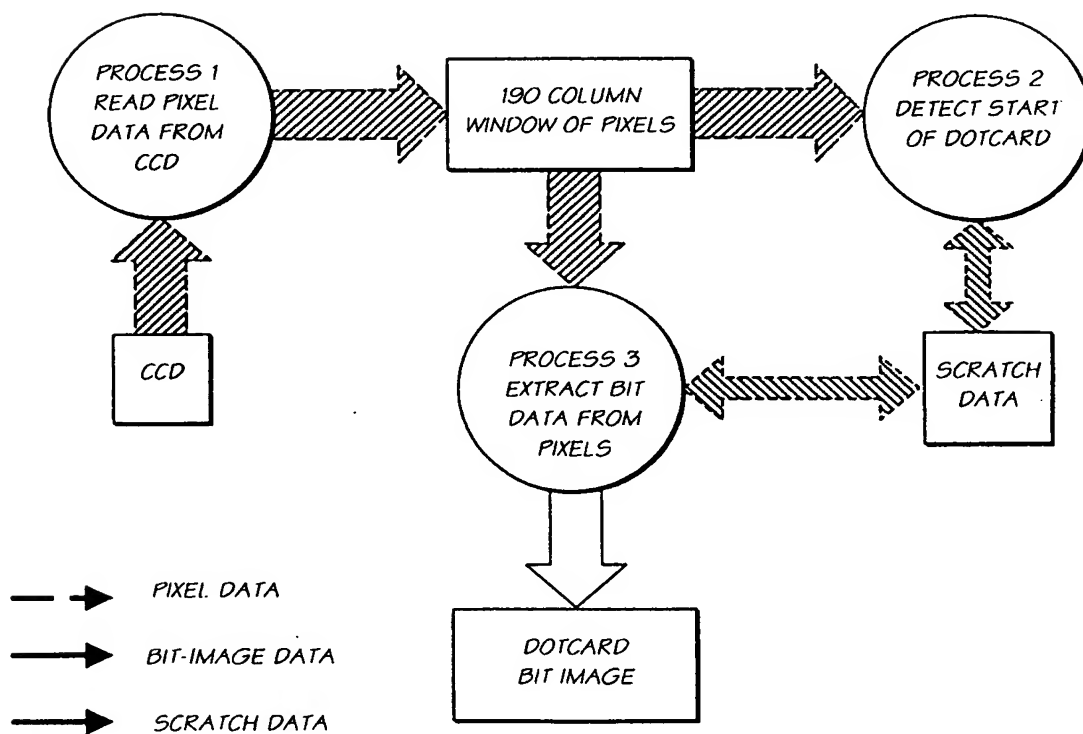 PROCESS 1
READ PIXEL
DATA FROM
CCD
190 COLUMN
WINDOW OF PIXELS
PROCESS 2
DETECT START
OF DOTCARD
CCD
PROCESS 3
EXTRACT BIT
DATA FROM
PIXELS
SCRATCH
DATA
DOTCARD
BIT IMAGE
PIXEL DATA
BIT-IMAGE DATA
SCRATCH DATA